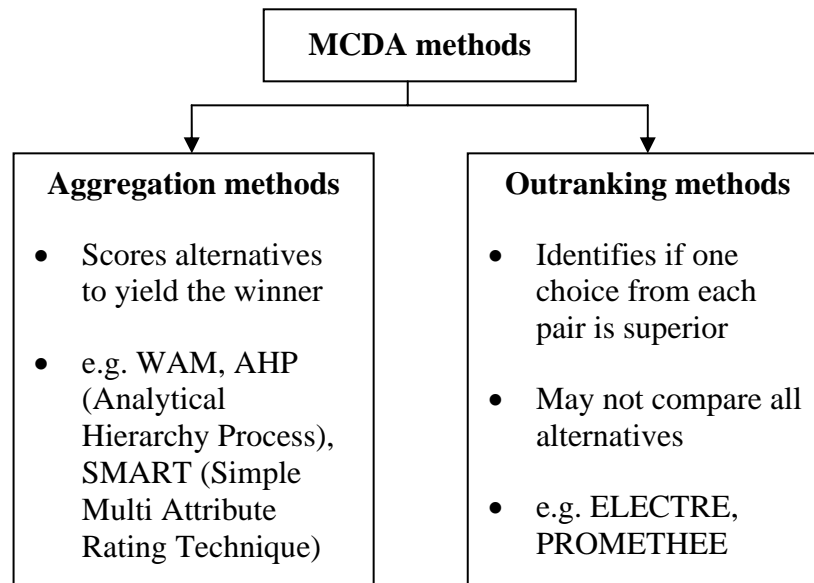 MCDA methods
Aggregation methods
• Scores alternatives
to yield the winner
• e.g. WAM, AHP
(Analytical
Hierarchy Process),
SMART (Simple
Multi Attribute
Rating Technique)
Outranking methods
• Identifies if one
choice from each
pair is superior
• May not compare all
alternatives
• e.g. ELECTRE,
PROMETHEE